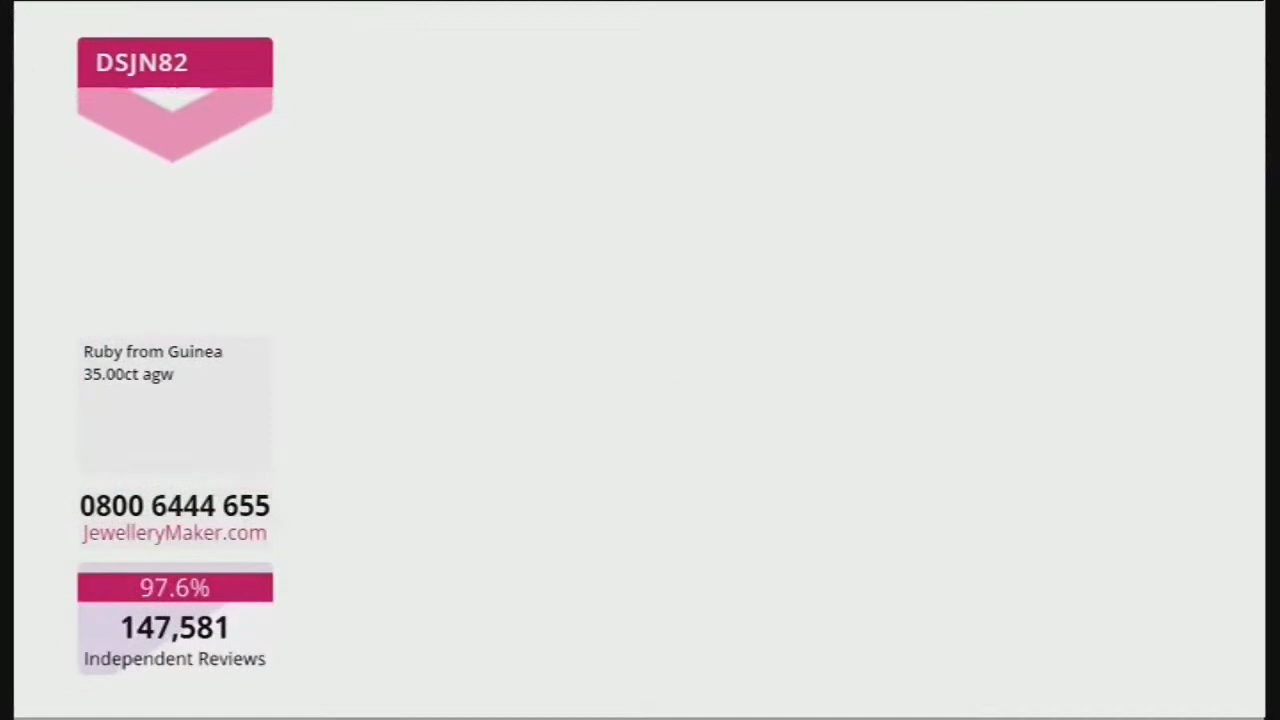 DSJN82
Ruby from Guinea
35.00ct agw
0800 6444 655
JewelleryMaker.com
97.6%
147,581
Independent Reviews